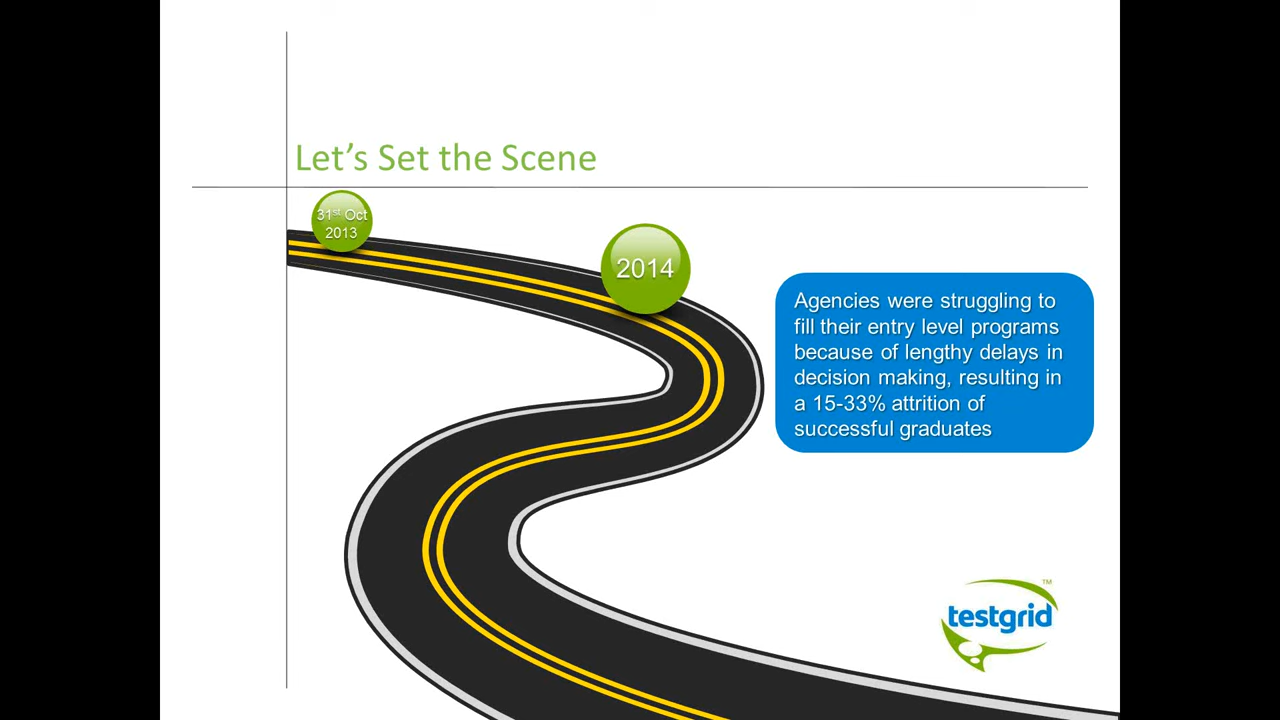 Let's Set the Scene
31st Oct
2013
2014
Agencies were struggling to
fill their entry level programs
because of lengthy delays in
decision making, resulting in
a 15-33% attrition of
successful graduates
testgrid™